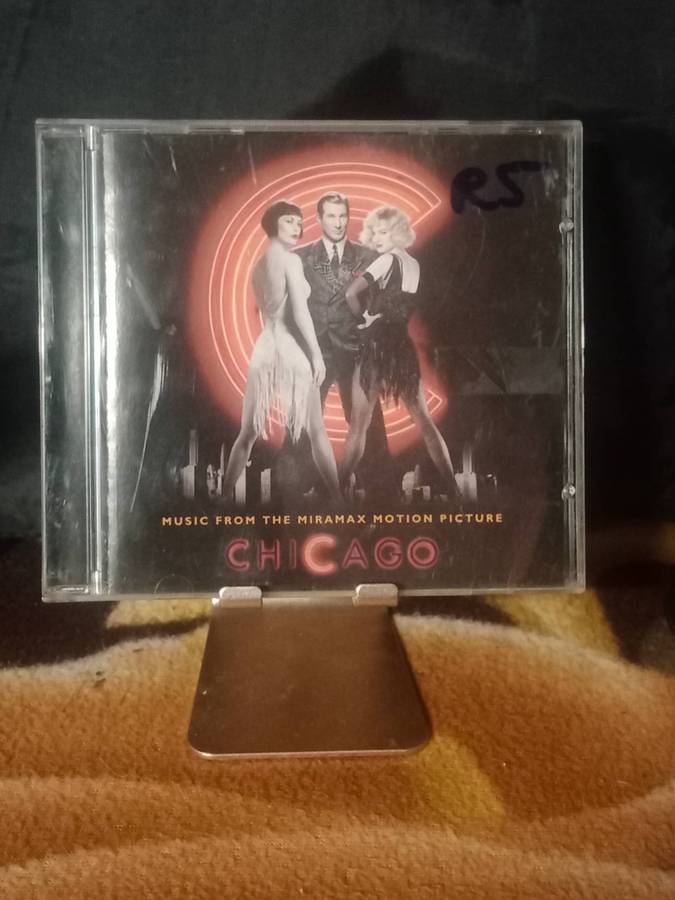 R5
MUSIC FROM THE MIRAMAX MOTION PICTURE
CHICAGO